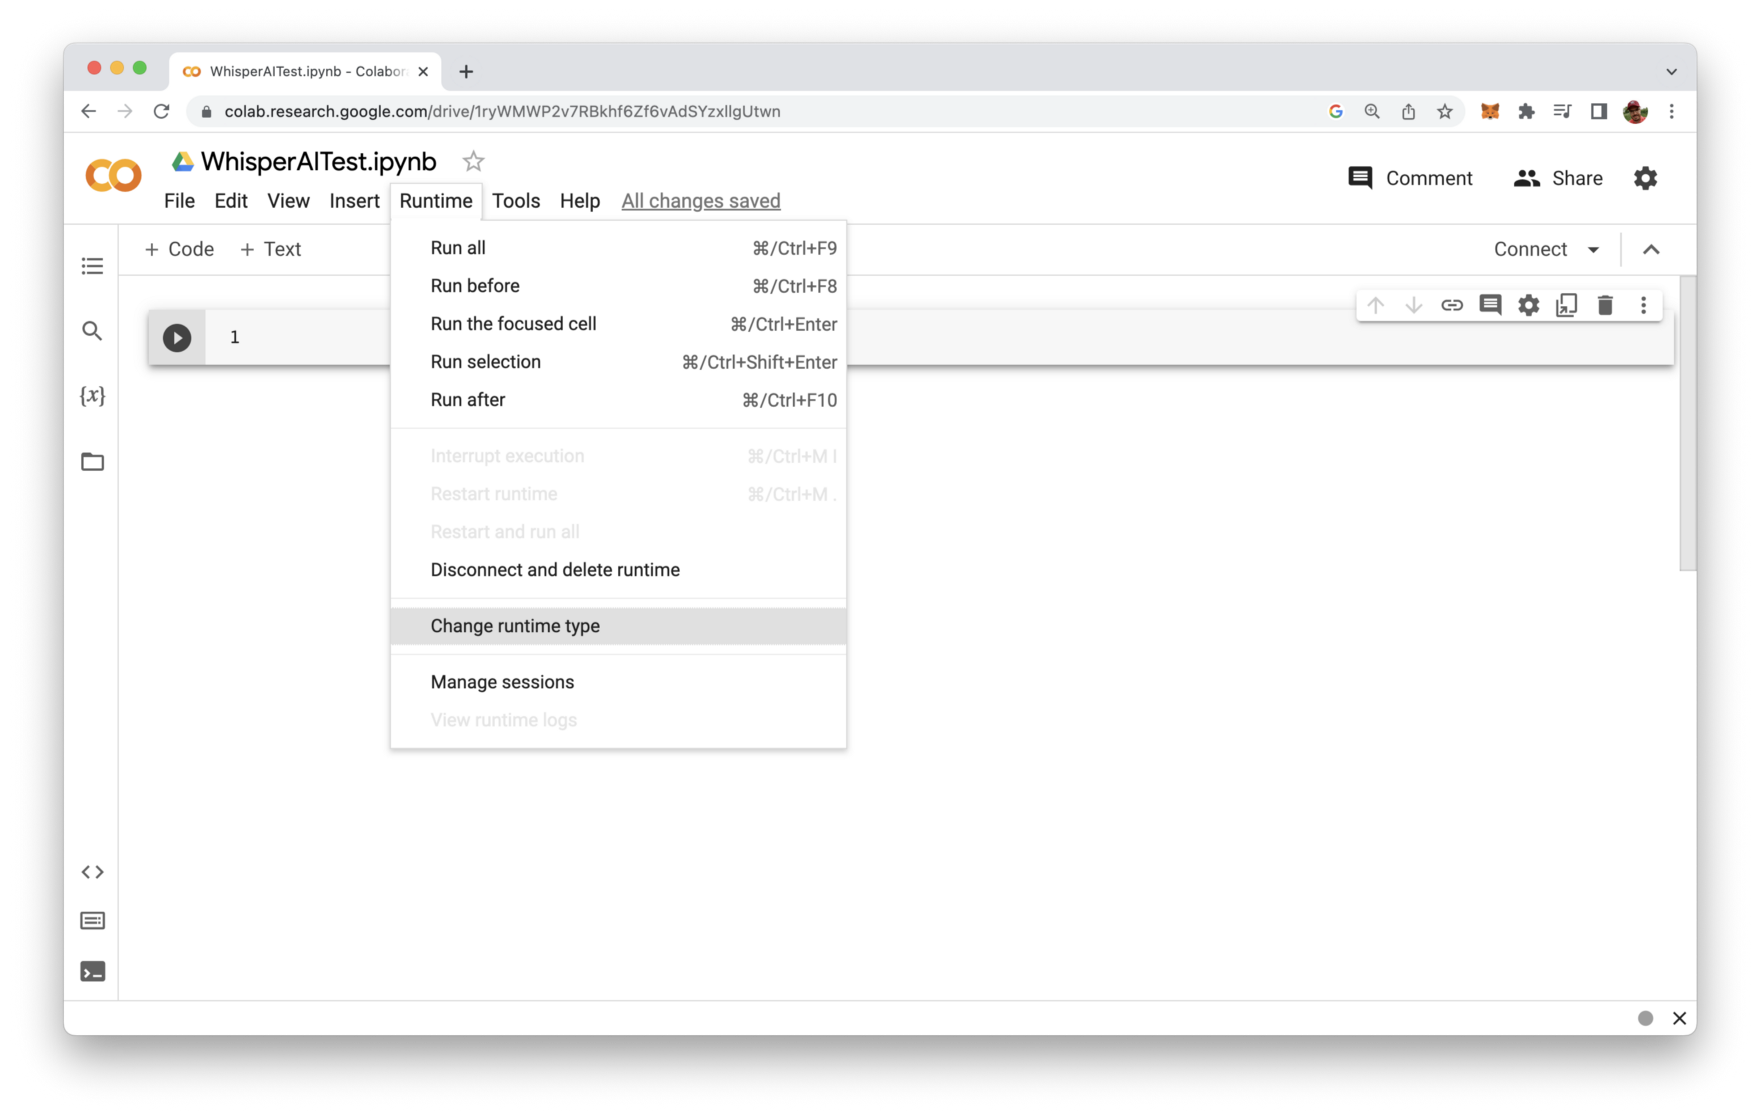 WhisperAITest.ipynb - Colabor
colab.research.google.com/drive/1ryWMWP2v7RBkhf6Zf6vAdSYzxllgUtwn
WhisperAITest.ipynb
File Edit View Insert Runtime Tools Help All changes saved
Comment Share
+ Code + Text
Connect
1
Run all ⌘/Ctrl+F9
Run before ⌘/Ctrl+F8
Run the focused cell ⌘/Ctrl+Enter
Run selection ⌘/Ctrl+Shift+Enter
Run after ⌘/Ctrl+F10
Interrupt execution ⌘/Ctrl+M I
Restart runtime ⌘/Ctrl+M .
Restart and run all
Disconnect and delete runtime
Change runtime type
Manage sessions
View runtime logs